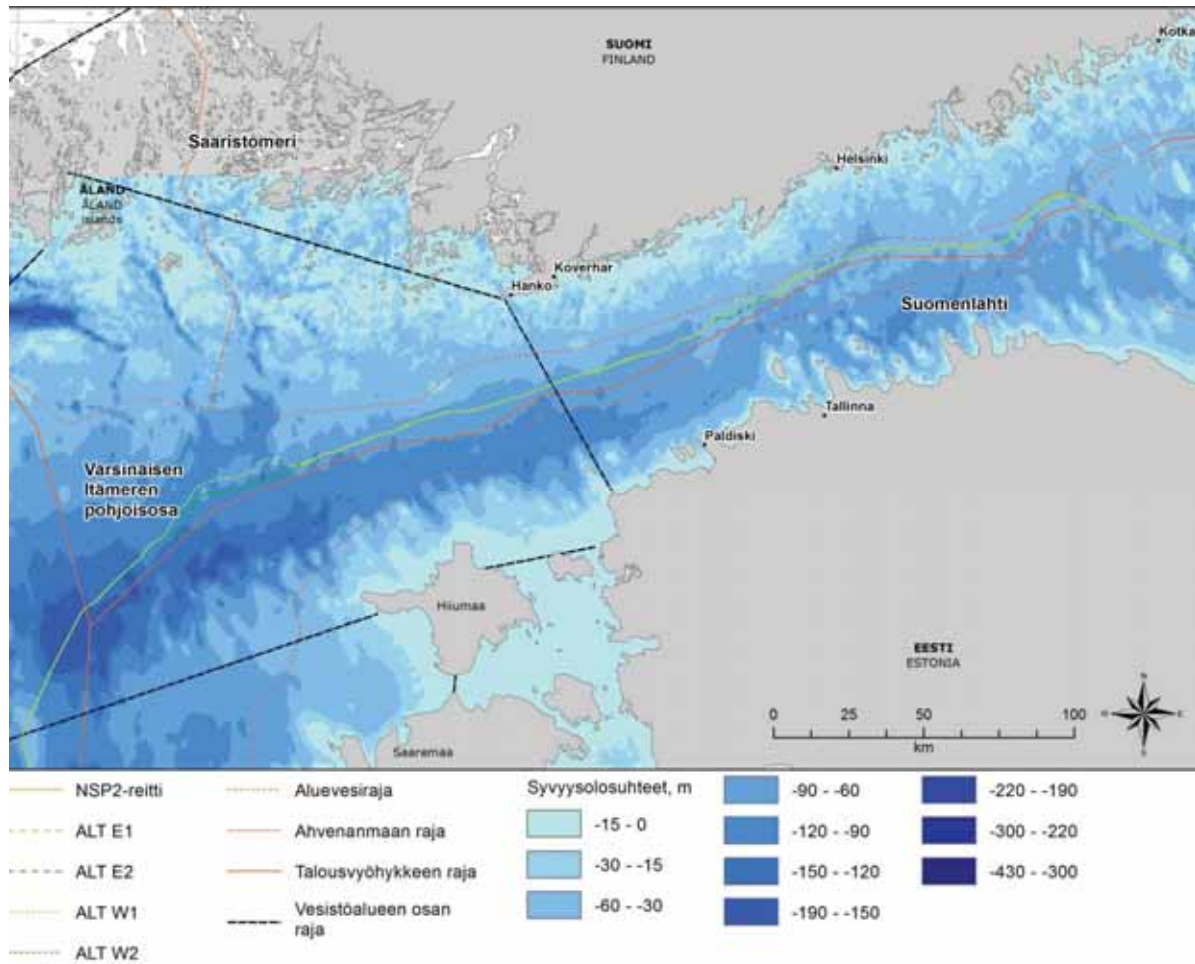 SUOMI
FINLAND
Kotka
Saaristomeri
Helsinki
ÅLAND
ÅLAND
islands
Koverhar
Hanko
Suomenlahti
Tallinna
Paldiski
Varsinaisen
Itämeren
pohjoisosa
Hiiumaa
EESTI
ESTONIA
Saaremaa
0 25 50 100
km
N
E
S
NSP2-reitti
ALT E1
ALT E2
ALT W1
ALT W2
Aluevesiraja
Ahvenanmaan raja
Talousvyöhykkeen raja
Vesistöalueen osan
raja
Syvyysolosuhteet, m
-15 - 0
-30 - -15
-60 - -30
-90 - -60
-120 - -90
-150 - -120
-190 - -150
-220 - -190
-300 - -220
-430 - -300